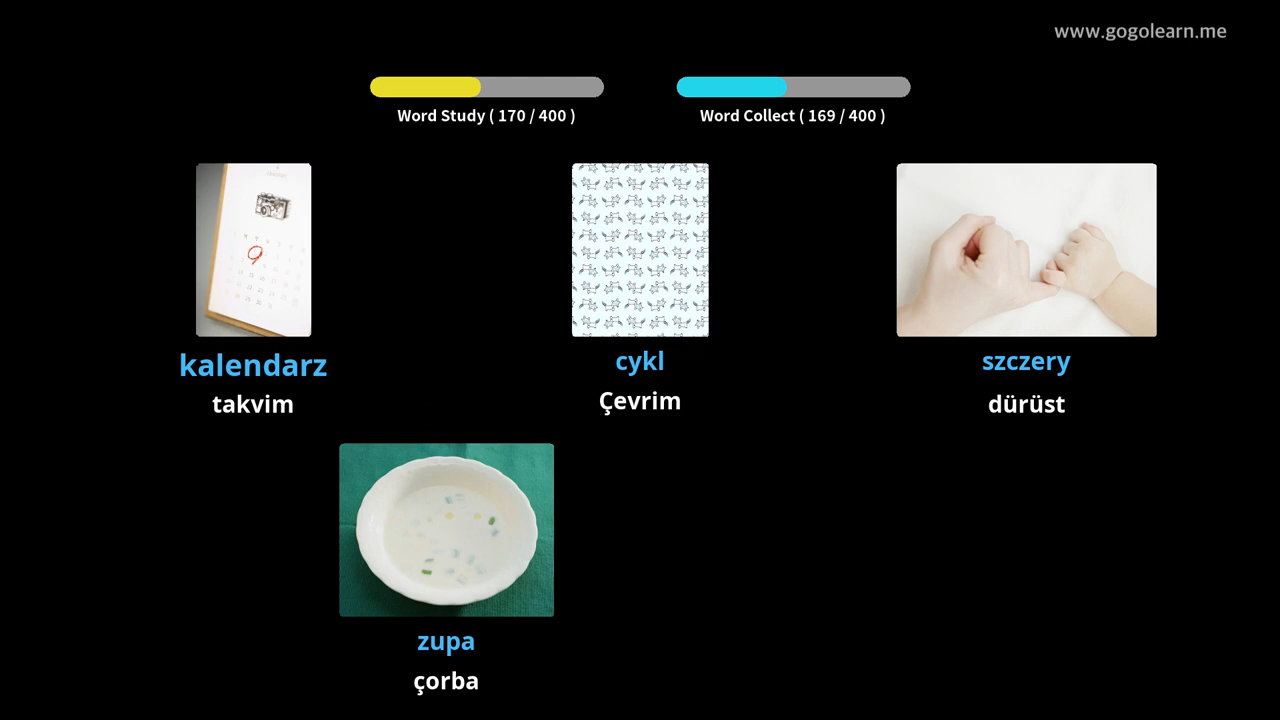 www.gogolearn.me
Word Study ( 170 / 400 )
Word Collect ( 169 / 400 )
kalendarz
takvim
cykl
Çevrim
szczery
dürüst
zupa
çorba